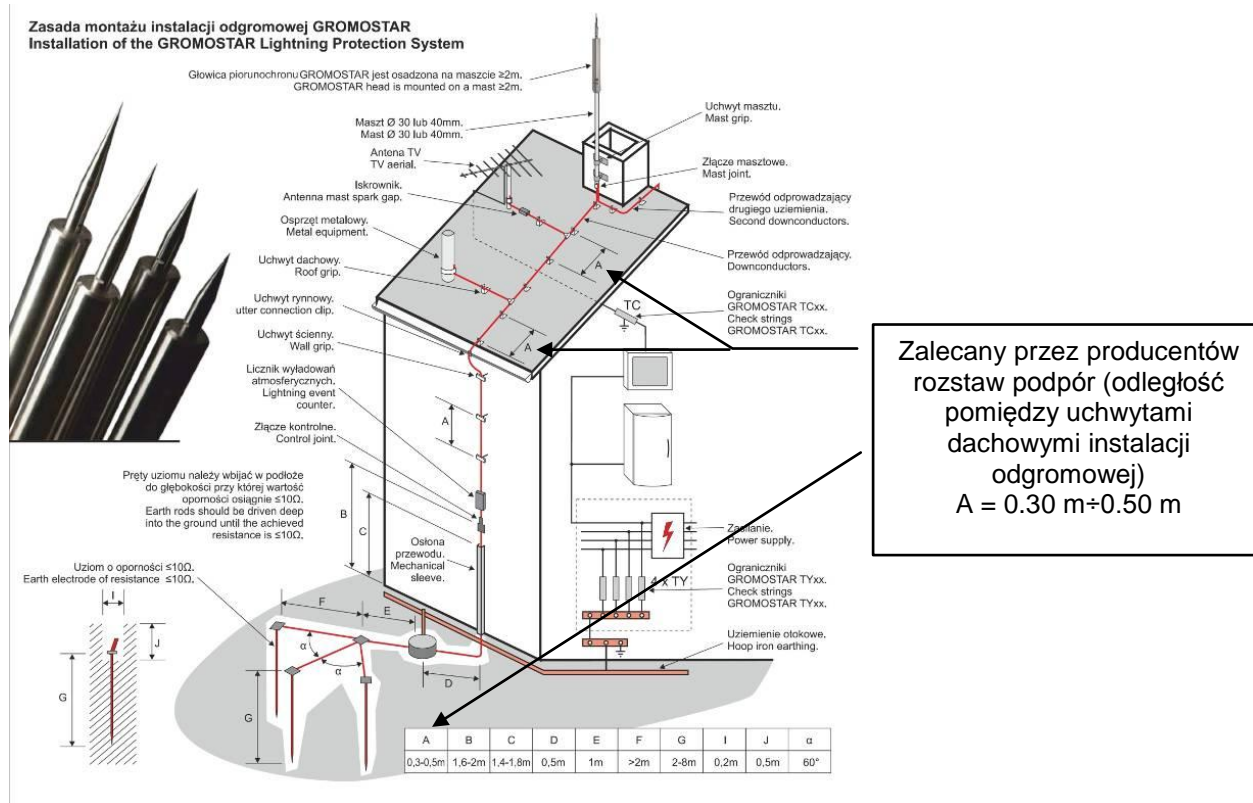 Zasada montażu instalacji odgromowej GROMOSTAR
Installation of the GROMOSTAR Lightning Protection System
Głowica piorunochronu GROMOSTAR jest osadzona na maszcie ≥2m.
GROMOSTAR head is mounted on a mast ≥2m.
Maszt Ø 30 lub 40mm.
Mast Ø 30 lub 40mm.
Antena TV
TV aerial.
Iskrownik.
Antenna mast spark gap.
Osprzęt metalowy.
Metal equipment.
Uchwyt dachowy.
Roof grip.
Uchwyt rynnowy.
utter connection clip.
Uchwyt ścienny.
Wall grip.
Licznik wyładowań
atmosferycznych.
Lightning event
counter.
Złącze kontrolne.
Control joint.
Pręty uziomu należy wbijać w podłoże
do głębokości przy której wartość
oporności osiągnie ≤10Ω.
Earth rods should be driven deep
into the ground until the achieved
resistance is ≤10Ω.
Osłona
przewodu.
Mechanical
sleeve.
Uziom o oporności ≤10Ω.
Earth electrode of resistance ≤10Ω.
Uchwyt masztu.
Mast grip.
Złącze masztowe.
Mast joint.
Przewód odprowadzający
drugiego uziemienia.
Second downconductors.
Przewód odprowadzający.
Downconductors.
Ograniczniki
GROMOSTAR TCxx.
Check strings
GROMOSTAR TCxx.
TC
A
A
A
B
C
Zasilanie.
Power supply.
4 x TY
Ograniczniki
GROMOSTAR TYxx.
Check strings
GROMOSTAR TYxx.
Uziemienie otokowe.
Hoop iron earthing.
I
J
G
F
E
α
α
D
G
A B C D E F G I J α
0,3-0,5m 1,6-2m 1,4-1,8m 0,5m 1m >2m 2-8m 0,2m 0,5m 60°
Zalecany przez producentów
rozstaw podpór (odległość
pomiędzy uchwytami
dachowymi instalacji
odgromowej)
A = 0.30 m÷0.50 m